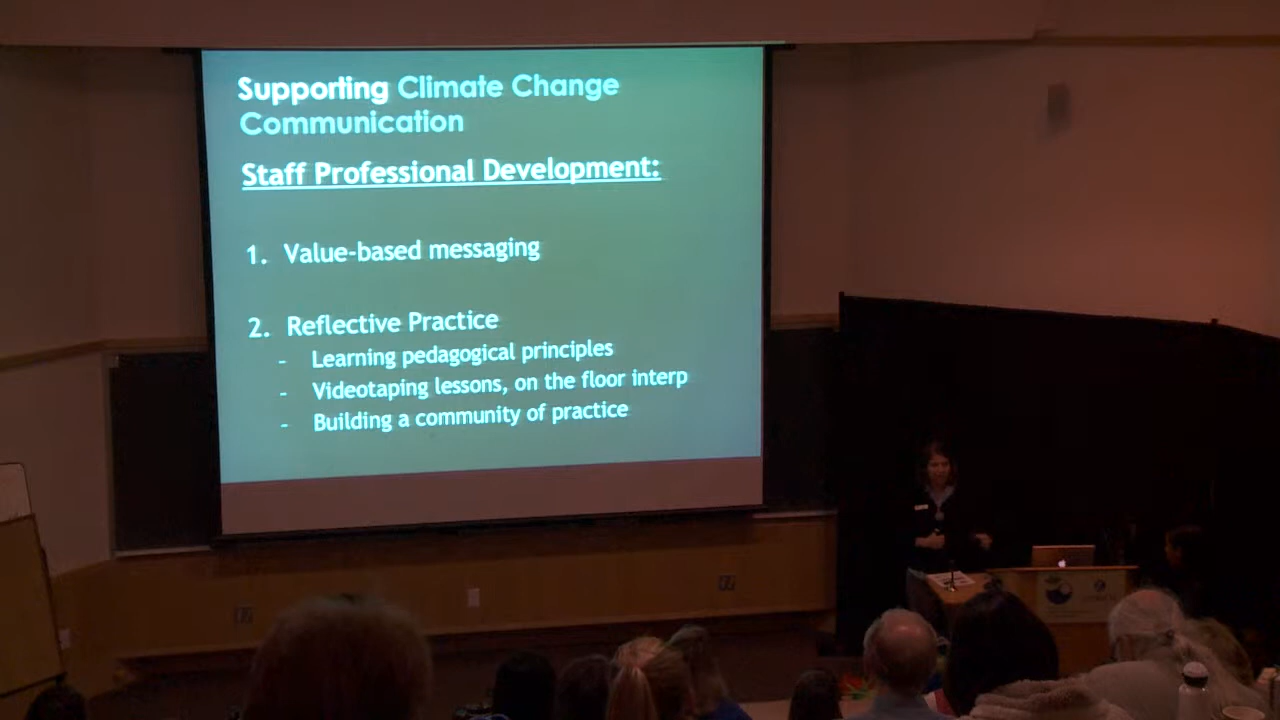 Supporting Climate Change
Communication
Staff Professional Development:
1. Value-based messaging
2. Reflective Practice
- Learning pedagogical principles
- Videotaping lessons, on the floor interp
- Building a community of practice